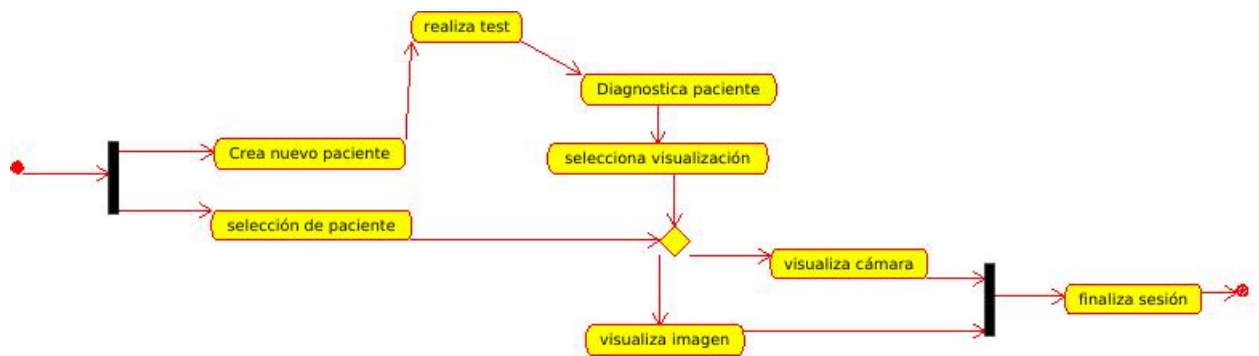 realiza test
Diagnostica paciente
Crea nuevo paciente
selecciona visualización
selección de paciente
visualiza cámara
finaliza sesión
visualiza imagen